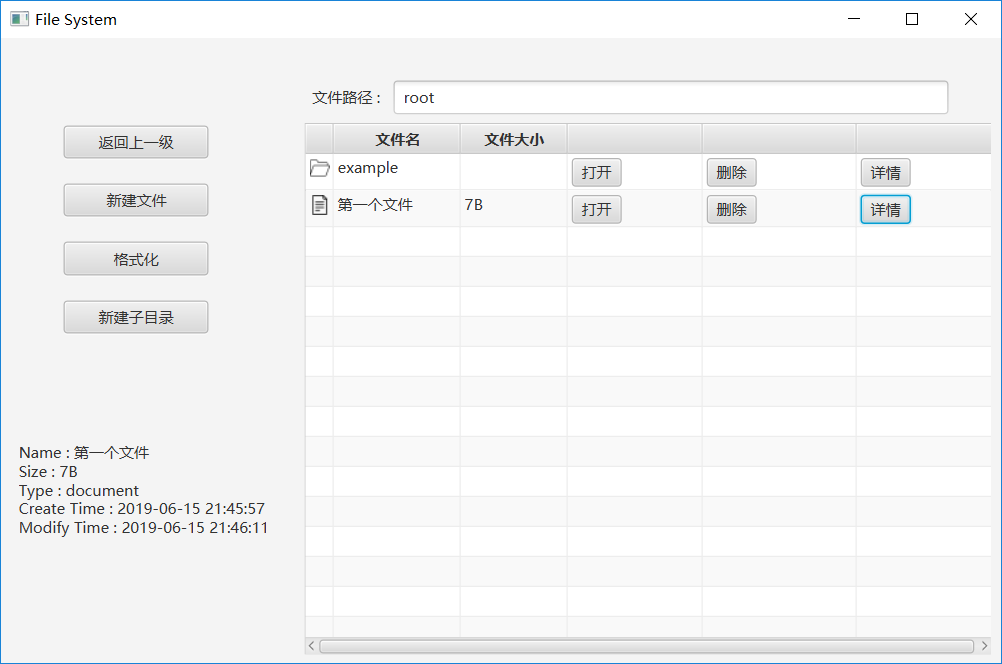 File System
文件路径： root
返回上一级
新建文件
格式化
新建子目录
文件名 文件大小
example 打开 删除 详情
第一个文件 7B 打开 删除 详情
Name : 第一个文件
Size : 7B
Type : document
Create Time : 2019-06-15 21:45:57
Modify Time : 2019-06-15 21:46:11